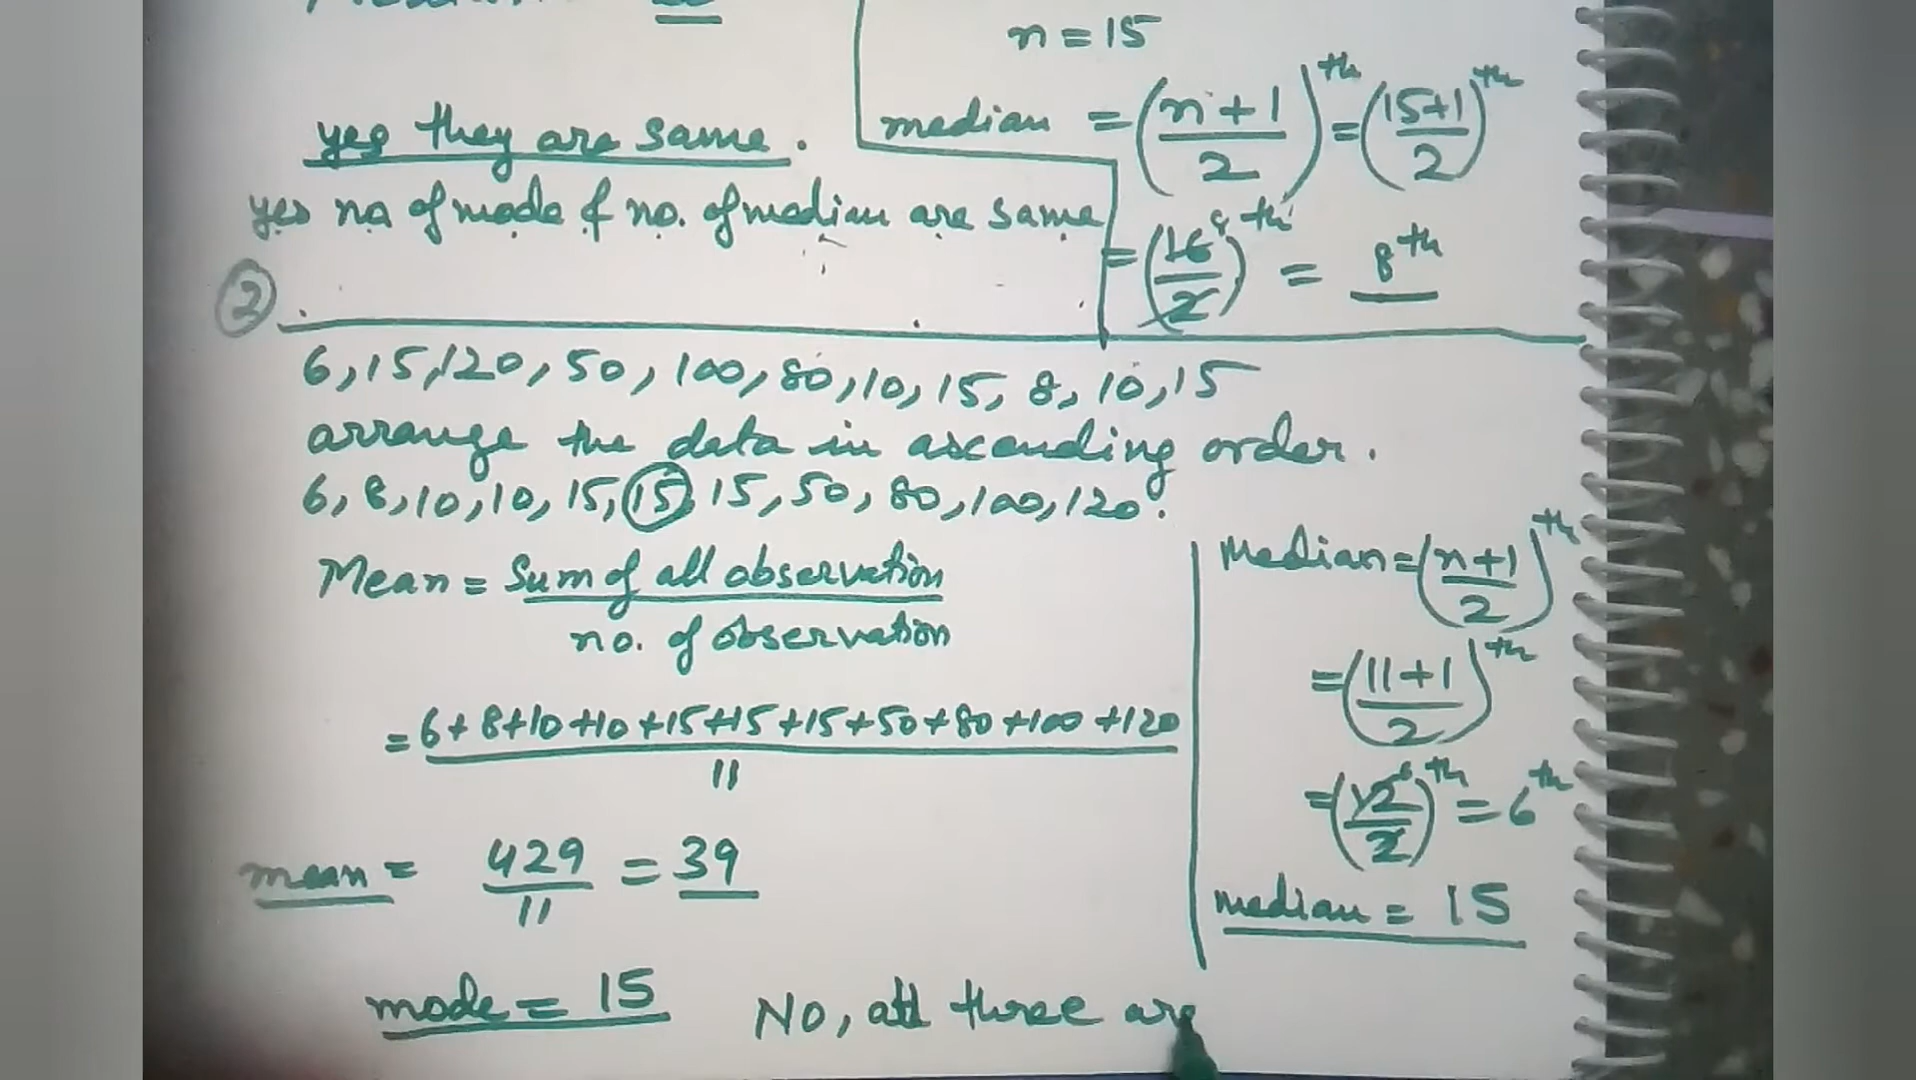 n = 15
median = (n+1/2)th = (15+1/2)th
= (16/2)8 th = 8th
yes they are same.
yes no of mode & no. of median are same
2 .
6, 15, 120, 50, 100, 80, 10, 15, 8, 10, 15
arrange the data in ascending order.
6, 8, 10, 10, 15, 15, 15, 50, 80, 100, 120.
Mean = Sum of all observation
no. of observation
= 6 + 8 + 10 + 10 + 15 + 15 + 15 + 50 + 80 + 100 + 120
11
mean = 429/11 = 39
Median = (n+1/2)th
= (11+1/2)th
= (12/2)6 th = 6th
median = 15
mode = 15 No, all three are